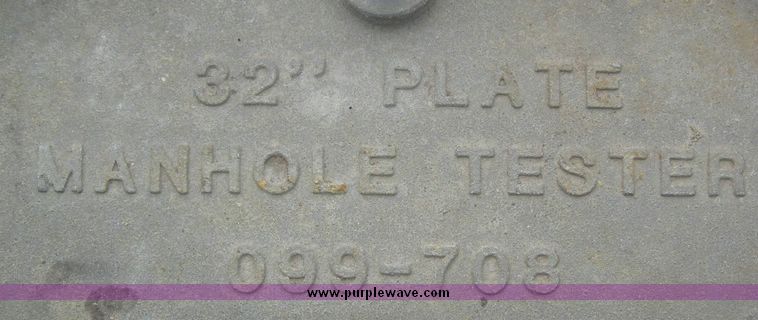 32" PLATE
MANHOLE TESTER
099-708
www.purplewave.com